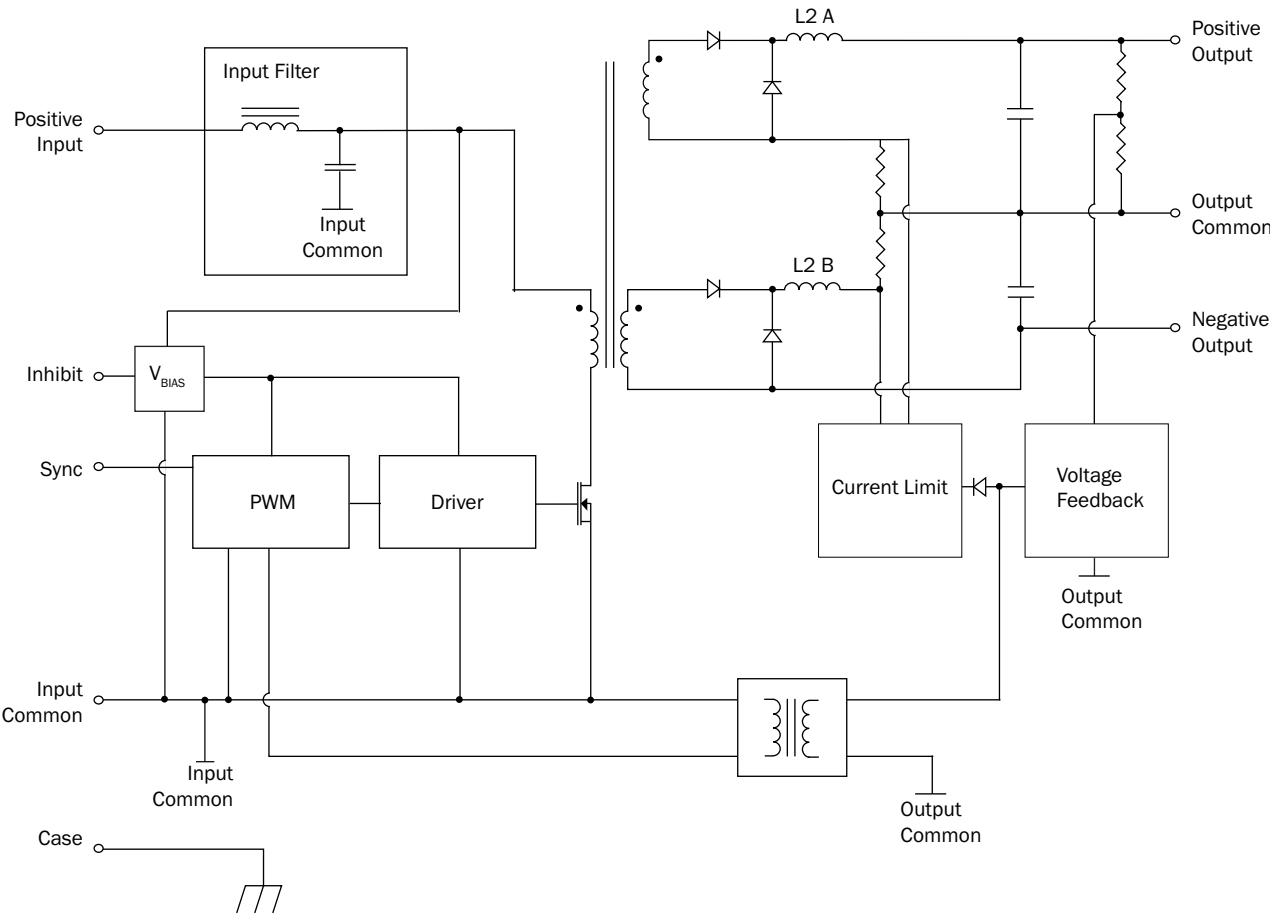 L2 A
Positive
Output
Input Filter
Positive
Input
Input
Common
Output
Common
L2 B
Negative
Output
Inhibit
VBIAS
Sync
PWM
Driver
Current Limit
Voltage
Feedback
Output
Common
Input
Common
Input
Common
Output
Common
Case